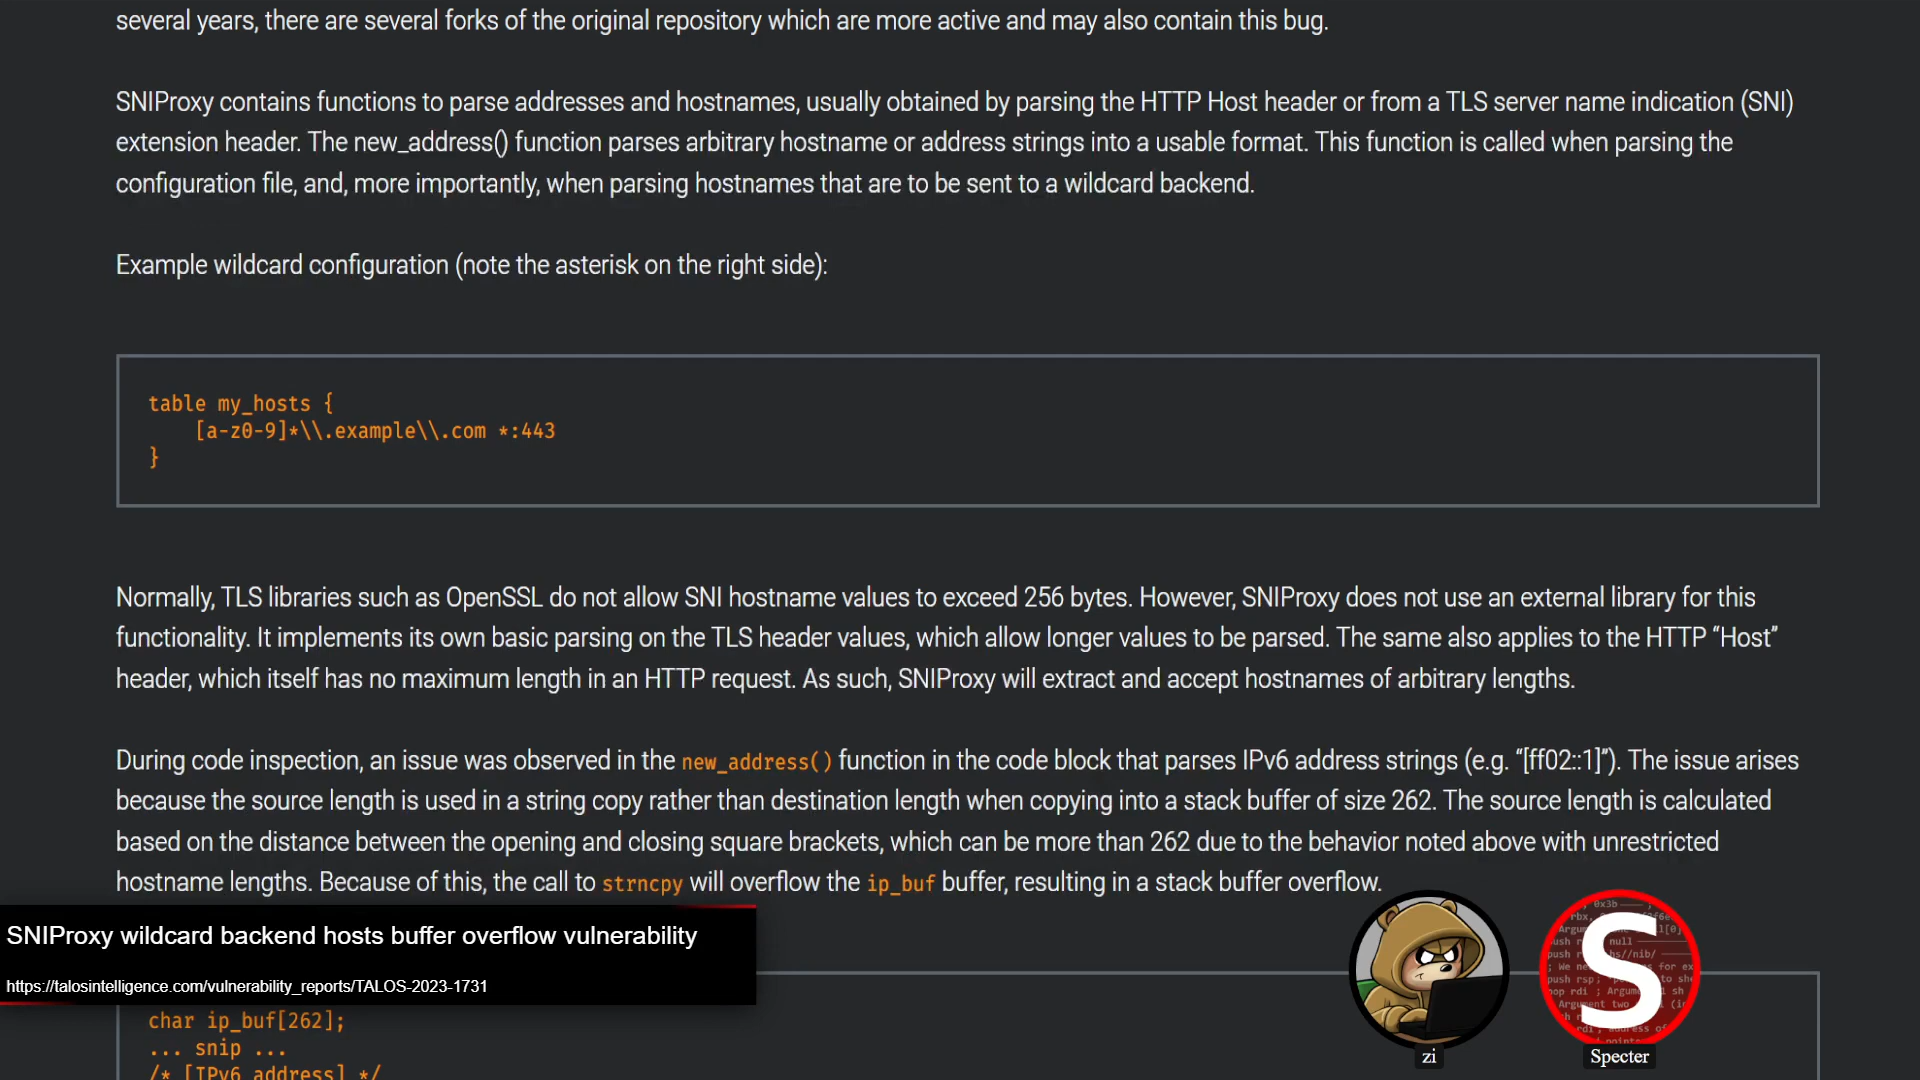 several years, there are several forks of the original repository which are more active and may also contain this bug.
SNIProxy contains functions to parse addresses and hostnames, usually obtained by parsing the HTTP Host header or from a TLS server name indication (SNI)
extension header. The new_address() function parses arbitrary hostname or address strings into a usable format. This function is called when parsing the
configuration file, and, more importantly, when parsing hostnames that are to be sent to a wildcard backend.
Example wildcard configuration (note the asterisk on the right side):
table my_hosts {
[a-z0-9]*\\.example\\.com *:443
}
Normally, TLS libraries such as OpenSSL do not allow SNI hostname values to exceed 256 bytes. However, SNIProxy does not use an external library for this
functionality. It implements its own basic parsing on the TLS header values, which allow longer values to be parsed. The same also applies to the HTTP “Host”
header, which itself has no maximum length in an HTTP request. As such, SNIProxy will extract and accept hostnames of arbitrary lengths.
During code inspection, an issue was observed in the new_address() function in the code block that parses IPv6 address strings (e.g. “[ff02::1]”). The issue arises
because the source length is used in a string copy rather than destination length when copying into a stack buffer of size 262. The source length is calculated
based on the distance between the opening and closing square brackets, which can be more than 262 due to the behavior noted above with unrestricted
hostname lengths. Because of this, the call to strncpy will overflow the ip_buf buffer, resulting in a stack buffer overflow.
SNIProxy wildcard backend hosts buffer overflow vulnerability
https://talosintelligence.com/vulnerability_reports/TALOS-2023-1731
char ip_buf[262];
... snip ...
/* [IPv6 address] */
S
zi
Specter